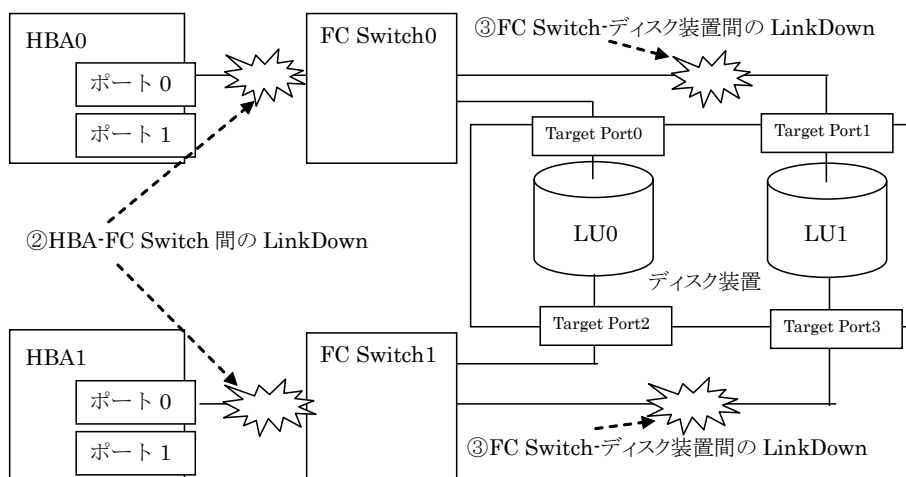 HBA0
ポート 0
ポート 1
FC Switch0
③FC Switch-ディスク装置間の LinkDown
Target Port0
Target Port1
LU0
LU1
②HBA-FC Switch 間の LinkDown
ディスク装置
Target Port2
Target Port3
HBA1
ポート 0
ポート 1
FC Switch1
③FC Switch-ディスク装置間の LinkDown